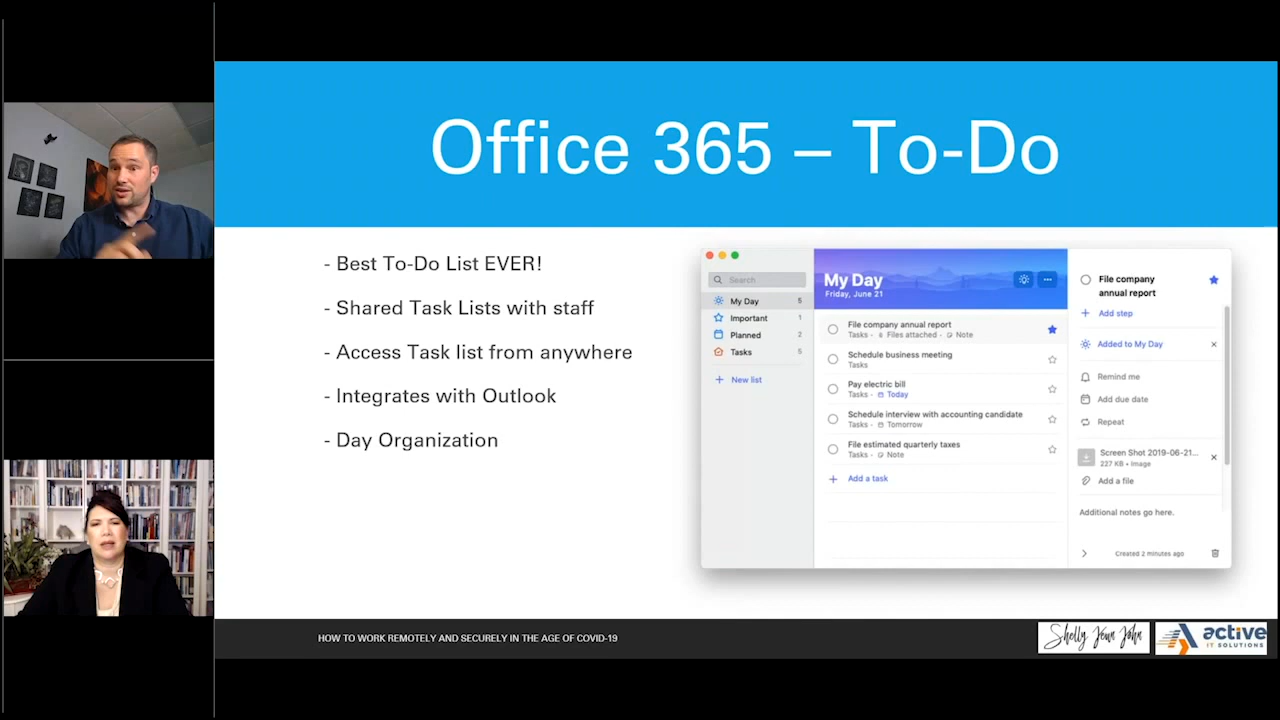 Office 365 – To-Do
- Best To-Do List EVER!
- Shared Task Lists with staff
- Access Task list from anywhere
- Integrates with Outlook
- Day Organization
Search
My Day 5
Important 1
Planned 2
Tasks 5
+ New list
My Day
Friday, June 21
File company annual report
Tasks · Files attached · Note
Schedule business meeting
Tasks
Pay electric bill
Tasks · Today
Schedule interview with accounting candidate
Tasks · Tomorrow
File estimated quarterly taxes
Tasks · Note
+ Add a task
File company
annual report
+ Add step
Added to My Day
Remind me
Add due date
Repeat
Screen Shot 2019-06-21...
227 KB • Image
Add a file
Additional notes go here.
Created 2 minutes ago
HOW TO WORK REMOTELY AND SECURELY IN THE AGE OF COVID-19
Shelly Jenn John
active
IT SOLUTIONS